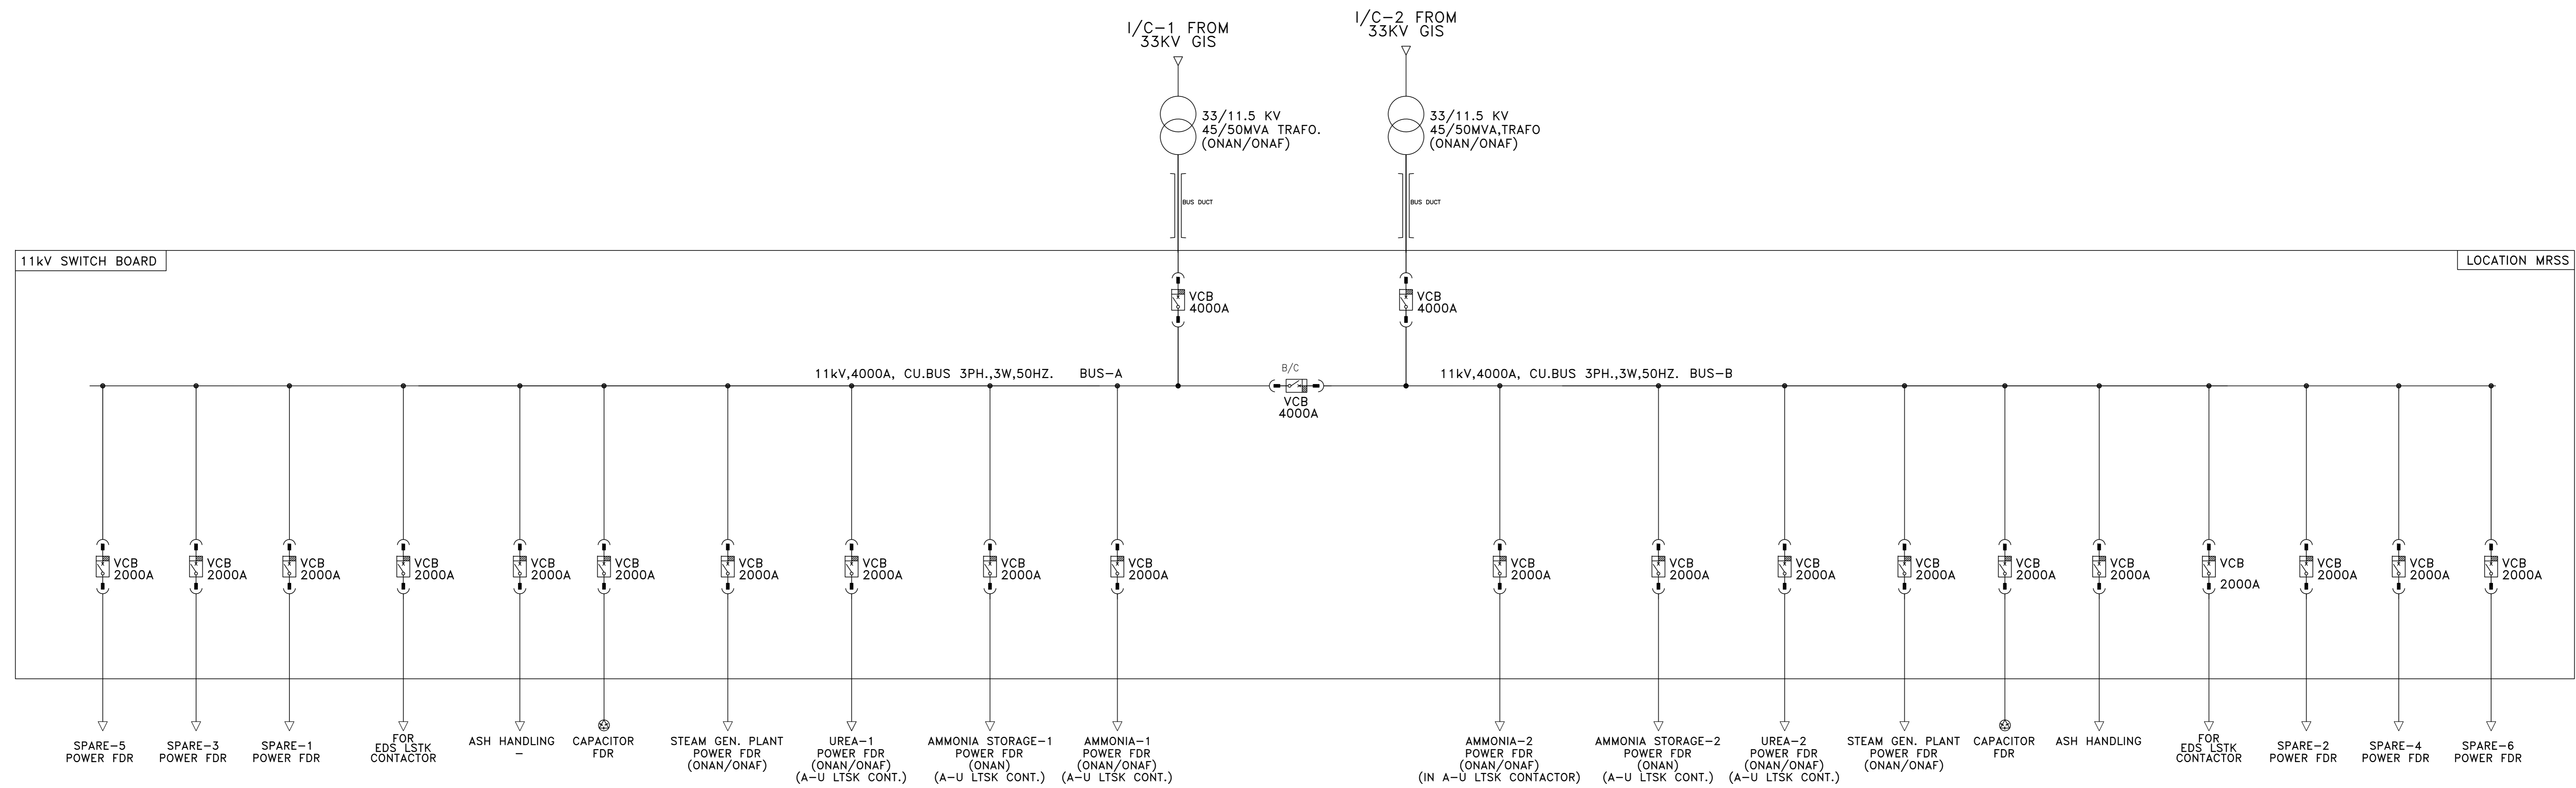 I/C-1 FROM
33KV GIS
I/C-2 FROM
33KV GIS
33/11.5 KV
45/50MVA TRAFO.
(ONAN/ONAF)
33/11.5 KV
45/50MVA,TRAFO
(ONAN/ONAF)
BUS DUCT
BUS DUCT
11kV SWITCH BOARD
LOCATION MRSS
VCB
4000A
VCB
4000A
11kV,4000A, CU.BUS 3PH.,3W,50HZ. BUS-A
B/C
VCB
4000A
11kV,4000A, CU.BUS 3PH.,3W,50HZ. BUS-B
VCB
2000A
VCB
2000A
VCB
2000A
VCB
2000A
VCB
2000A
VCB
2000A
VCB
2000A
VCB
2000A
VCB
2000A
VCB
2000A
VCB
2000A
VCB
2000A
VCB
2000A
VCB
2000A
VCB
2000A
VCB
2000A
VCB
2000A
VCB
2000A
VCB
2000A
VCB
2000A
SPARE-5
POWER FDR
SPARE-3
POWER FDR
SPARE-1
POWER FDR
FOR
EDS LSTK
CONTACTOR
ASH HANDLING
-
CAPACITOR
FDR
STEAM GEN. PLANT
POWER FDR
(ONAN/ONAF)
UREA-1
POWER FDR
(ONAN/ONAF)
(A-U LTSK CONT.)
AMMONIA STORAGE-1
POWER FDR
(ONAN)
(A-U LTSK CONT.)
AMMONIA-1
POWER FDR
(ONAN/ONAF)
(A-U LTSK CONT.)
AMMONIA-2
POWER FDR
(ONAN/ONAF)
(IN A-U LTSK CONTACTOR)
AMMONIA STORAGE-2
POWER FDR
(ONAN)
(A-U LTSK CONT.)
UREA-2
POWER FDR
(ONAN/ONAF)
(A-U LTSK CONT.)
STEAM GEN. PLANT
POWER FDR
(ONAN/ONAF)
CAPACITOR
FDR
ASH HANDLING
FOR
EDS LSTK
CONTACTOR
SPARE-2
POWER FDR
SPARE-4
POWER FDR
SPARE-6
POWER FDR